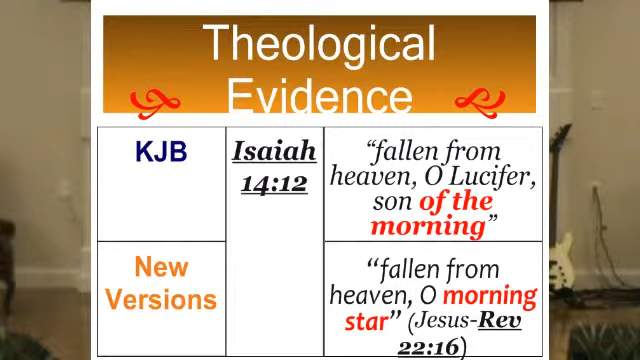 Theological
Evidence
KJB
Isaiah
14:12
“fallen from
heaven, O Lucifer,
son of the
morning”
New
Versions
“fallen from
heaven, O morning
star” (Jesus-Rev
22:16)